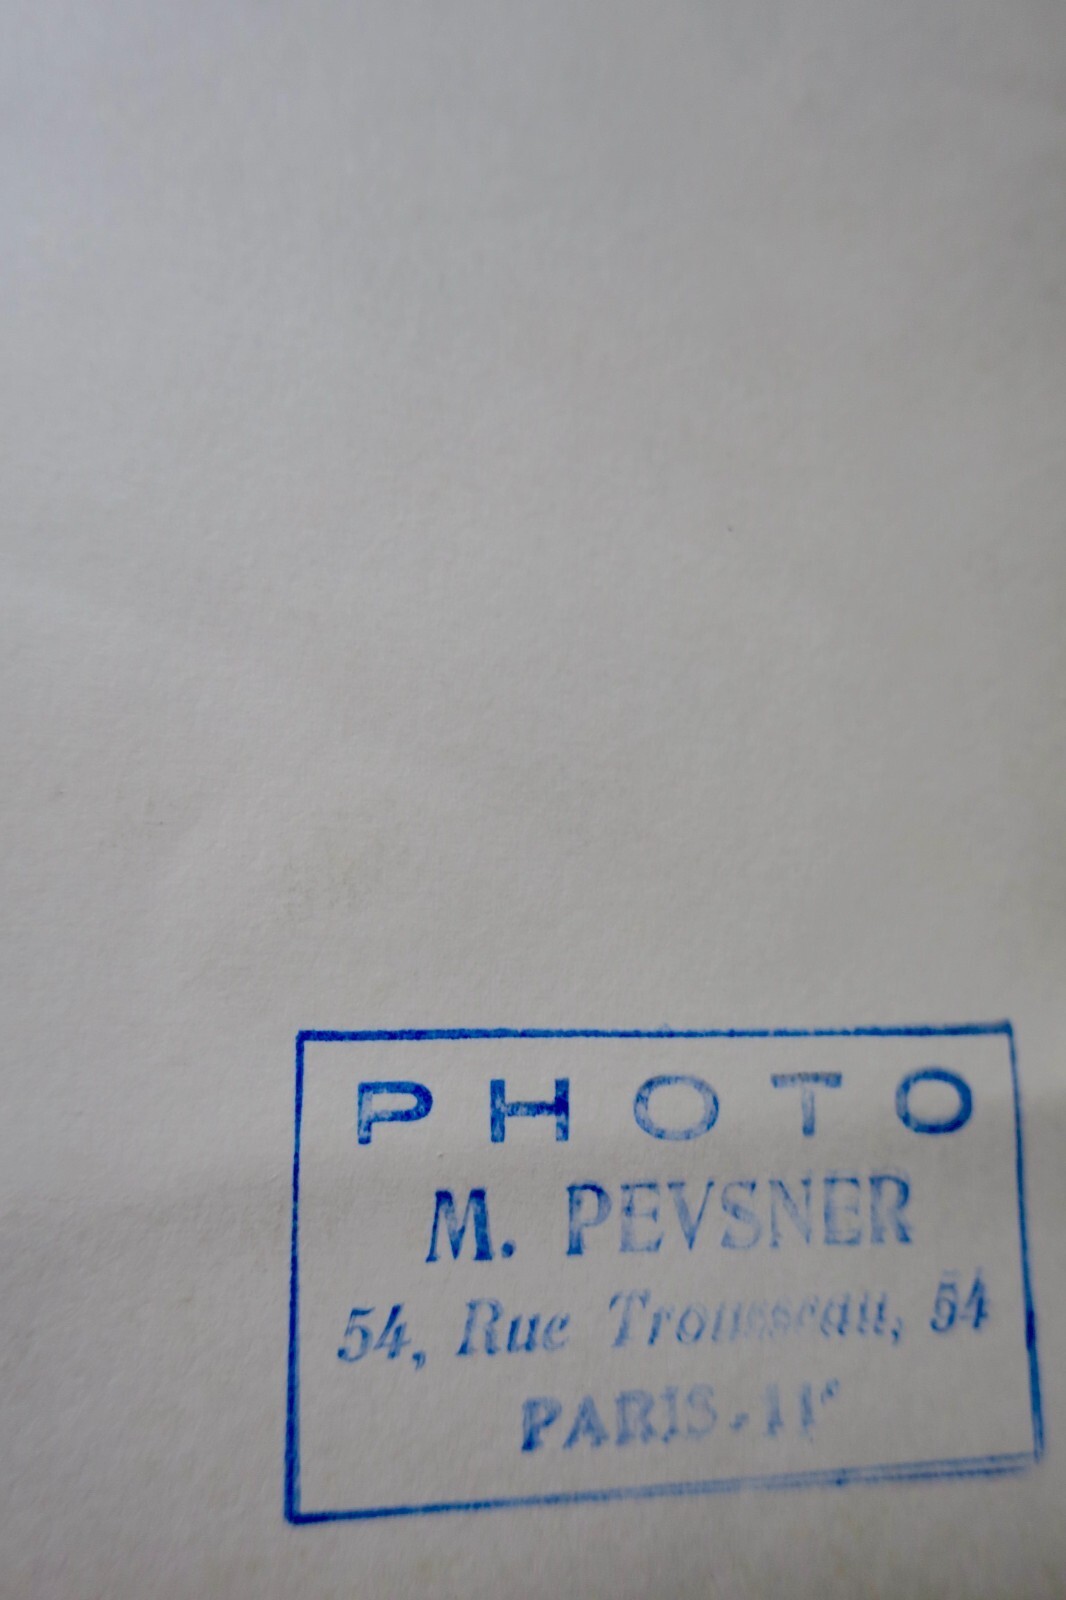 PHOTO
M. PEVSNER
54, Rue Trousseau, 54
PARIS-11e